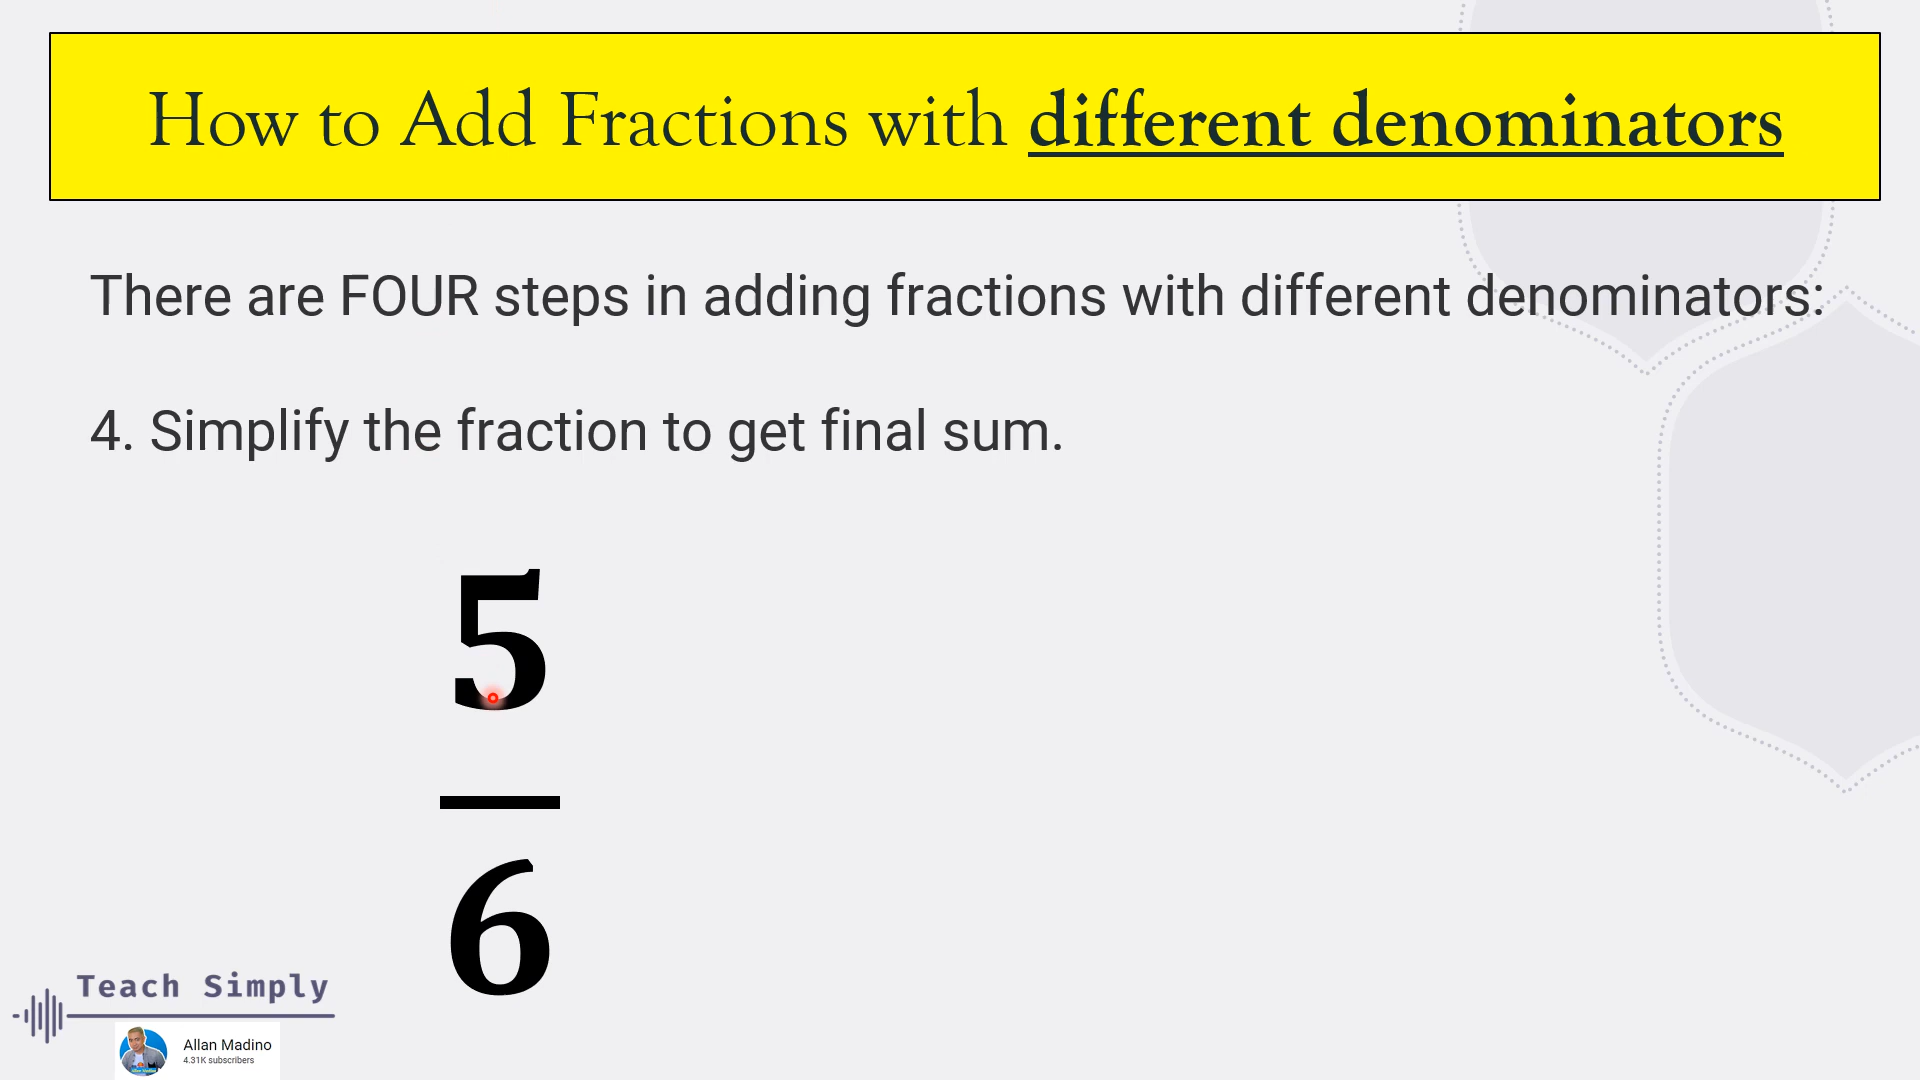 How to Add Fractions with different denominators
There are FOUR steps in adding fractions with different denominators:
4. Simplify the fraction to get final sum.
5
6
Teach Simply
Allan Madino
4.31K subscribers